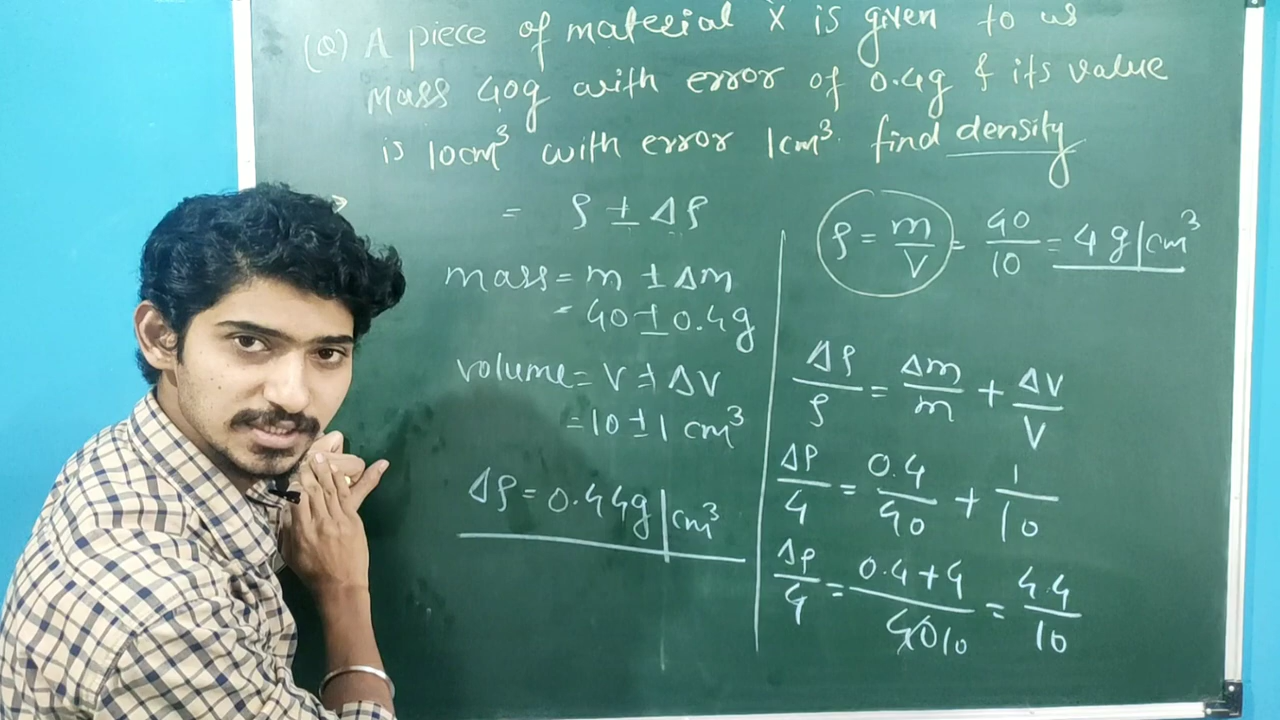 (Q) A piece of material X is given to us
Mass 40g with error of 0.4g & its value
is 10cm³ with error 1cm³. find density
= ρ ± Δρ
mass = m ± Δm
= 40 ± 0.4g
volume = V ± ΔV
= 10 ± 1 cm³
Δρ = 0.44g|cm³
ρ = m/V = 40/10 = 4 g|cm³
Δρ/ρ = Δm/m + ΔV/V
Δρ/4 = 0.4/40 + 1/10
Δρ/4 = 0.4+4/40 10 = 4.4/10